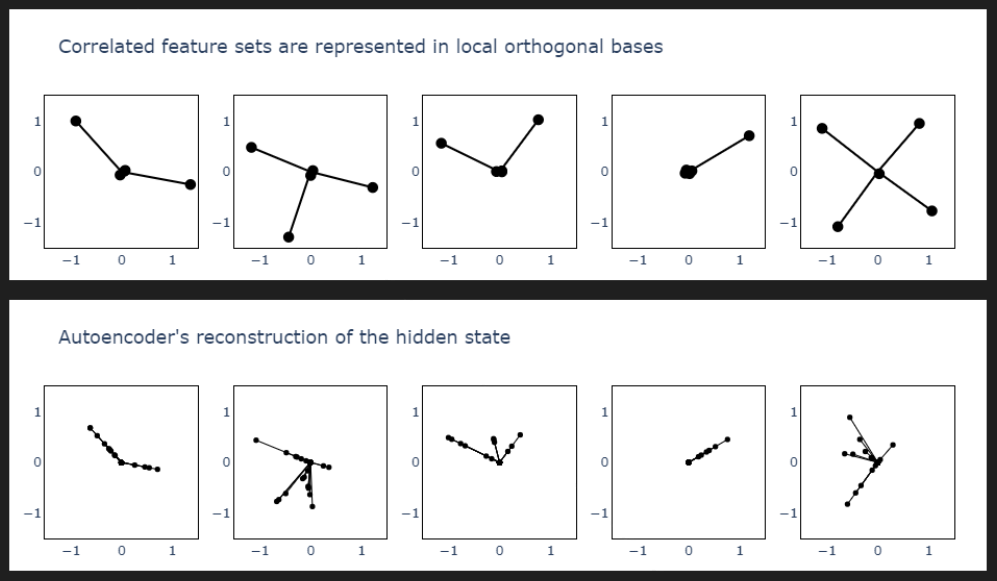 Correlated feature sets are represented in local orthogonal bases
1 1 1 1 1
0 0 0 0 0
−1 −1 −1 −1 −1
−1 0 1 −1 0 1 −1 0 1 −1 0 1 −1 0 1
Autoencoder's reconstruction of the hidden state
1 1 1 1 1
0 0 0 0 0
−1 −1 −1 −1 −1
−1 0 1 −1 0 1 −1 0 1 −1 0 1 −1 0 1